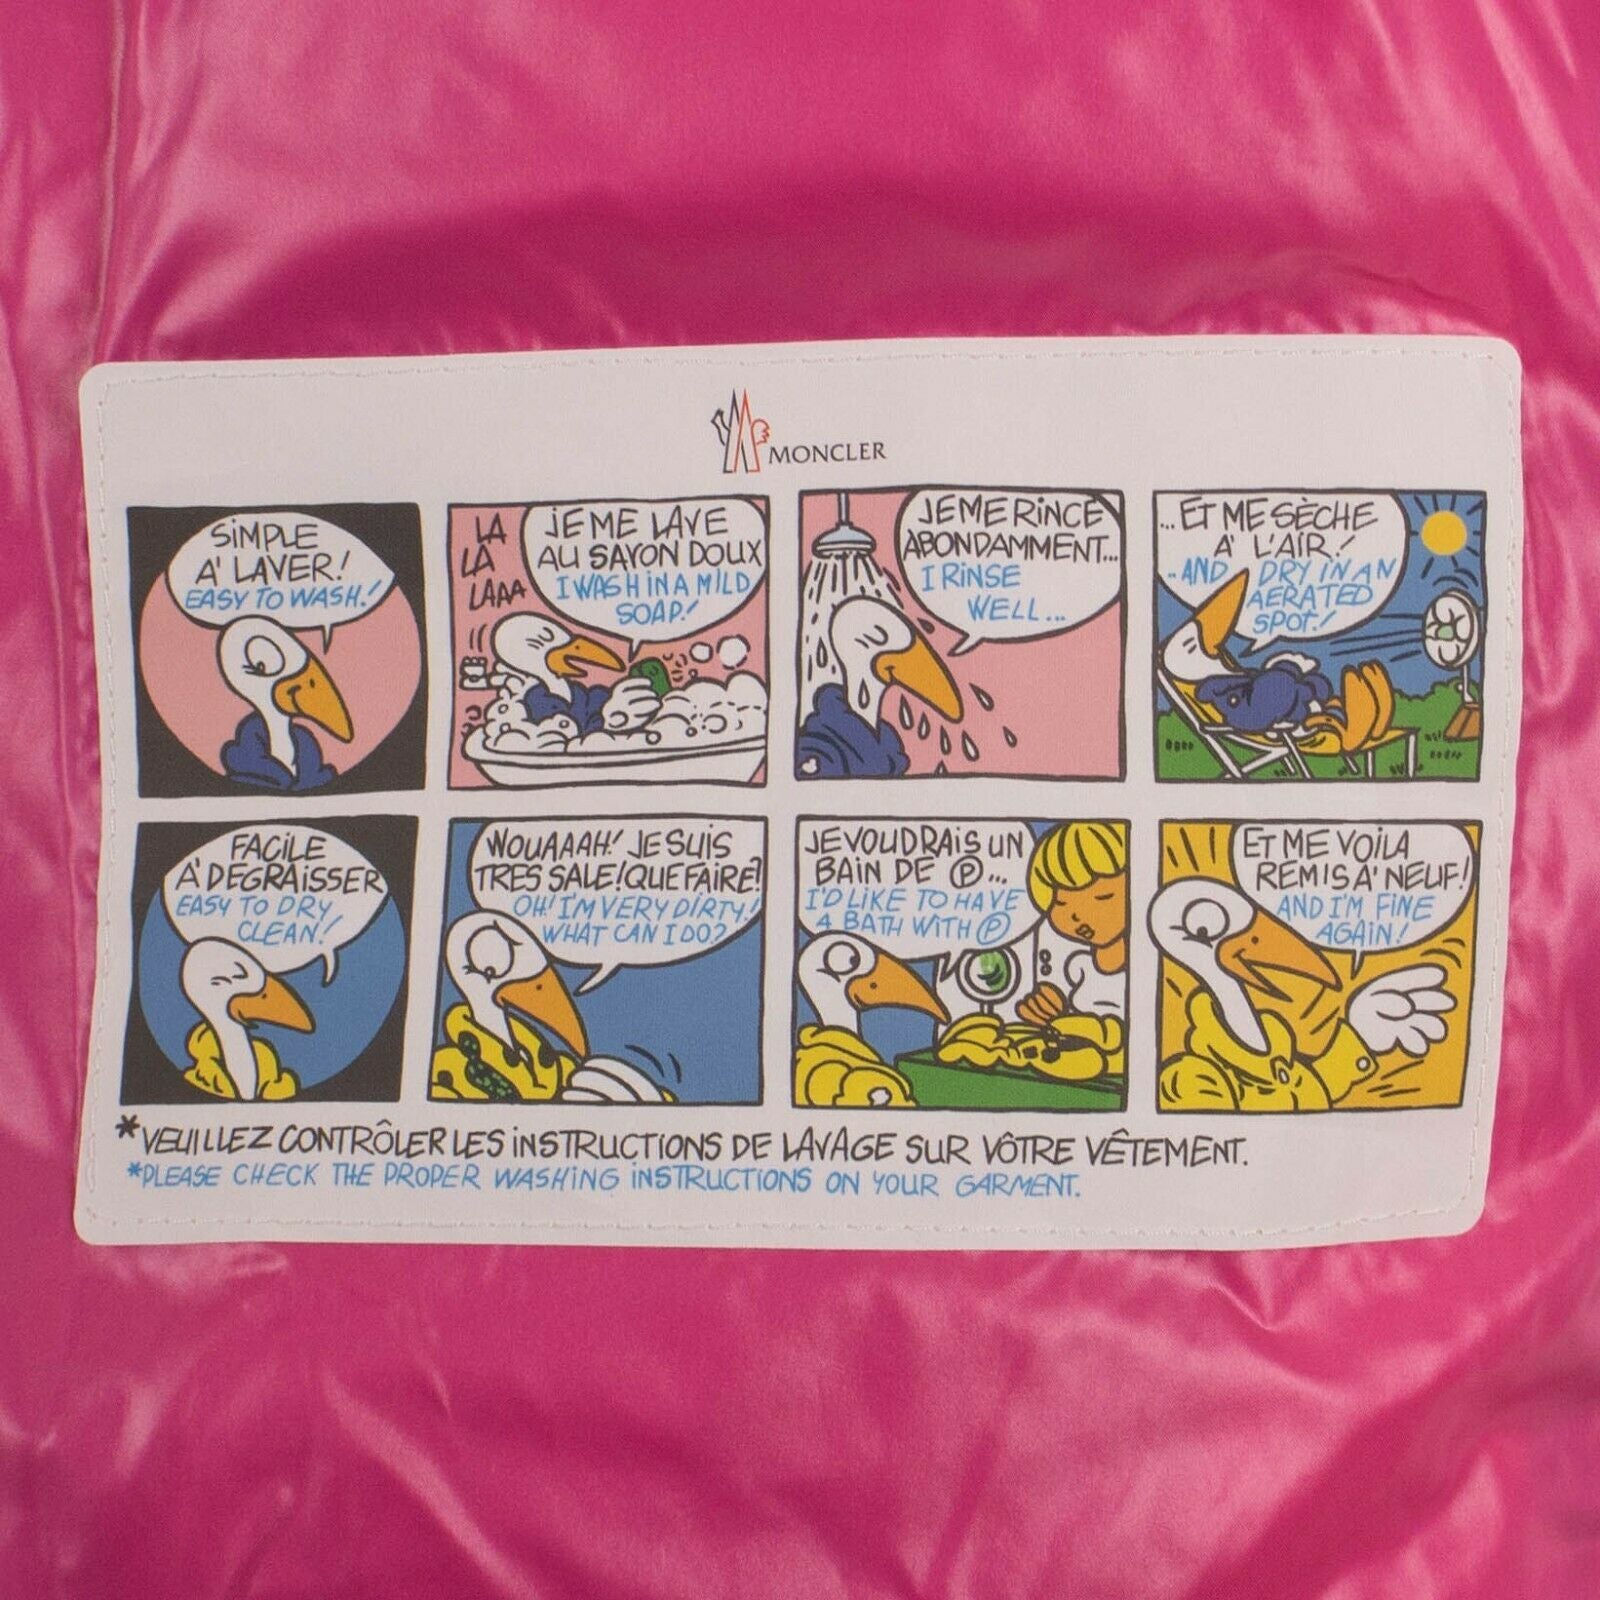 MONCLER
SIMPLE
A' LAVER!
EASY TO WASH!
LA
LA
LAAA
JE ME LAVE
AU SAVON DOUX
I WASH IN A MILD
SOAP!
JE ME RINCE
ABONDAMMENT...
I RINSE
WELL...
...ET ME SÈCHE
A' L'AIR!
..AND DRY IN AN
AERATED
SPOT!
FACILE
A' DEGRAISSER
EASY TO DRY
CLEAN!
WOUAAAH! JE SUIS
TRES SALE! QUE FAIRE?
OH! I'M VERY DIRTY!
WHAT CAN I DO?
JE VOUDRAIS UN
BAIN DE Ⓟ...
I'D LIKE TO HAVE
A BATH WITH Ⓟ
ET ME VOILA
REMIS A' NEUF!
AND I'M FINE
AGAIN!
*VEUILLEZ CONTRÔLER LES INSTRUCTIONS DE LAVAGE SUR VÔTRE VÊTEMENT.
*PLEASE CHECK THE PROPER WASHING INSTRUCTIONS ON YOUR GARMENT.